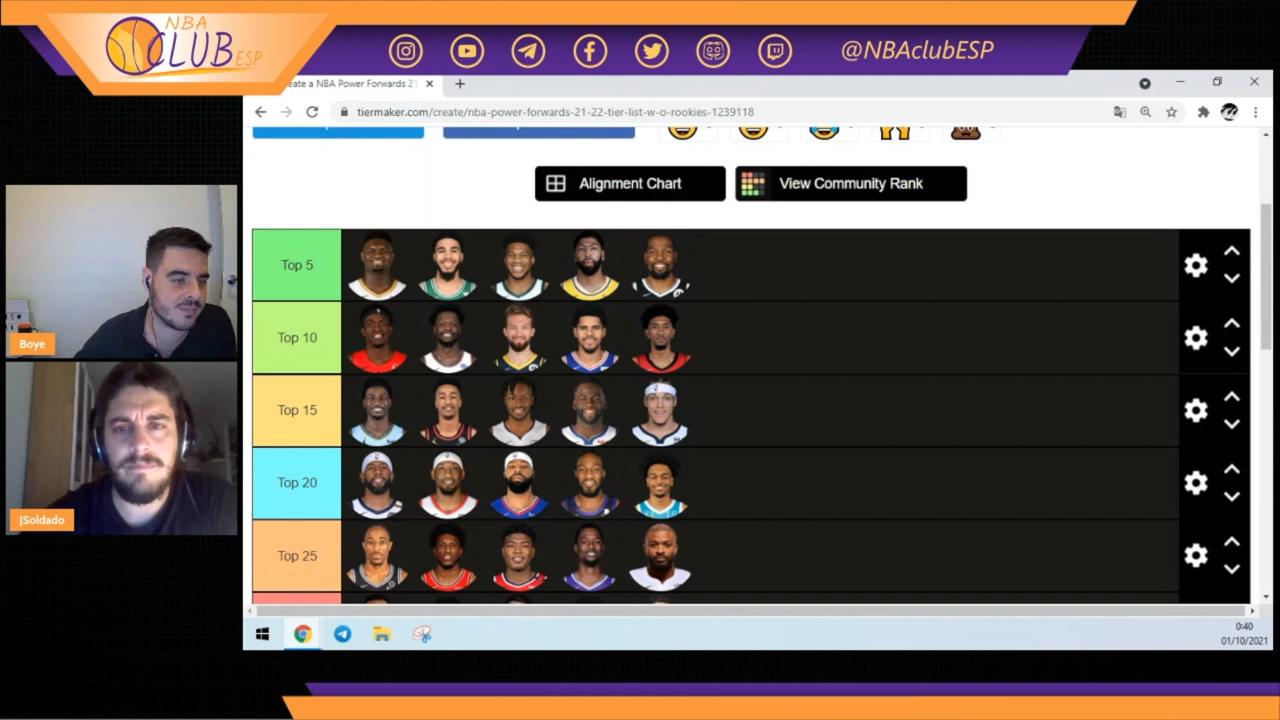 NBA
CLUB
ESP
@NBAclubESP
eate a NBA Power Forwards 21
tiermaker.com/create/nba-power-forwards-21-22-tier-list-w-o-rookies-1239118
Alignment Chart
View Community Rank
Top 5
Top 10
Top 15
Top 20
Top 25
Boye
JSoldado
0:40
01/10/2021